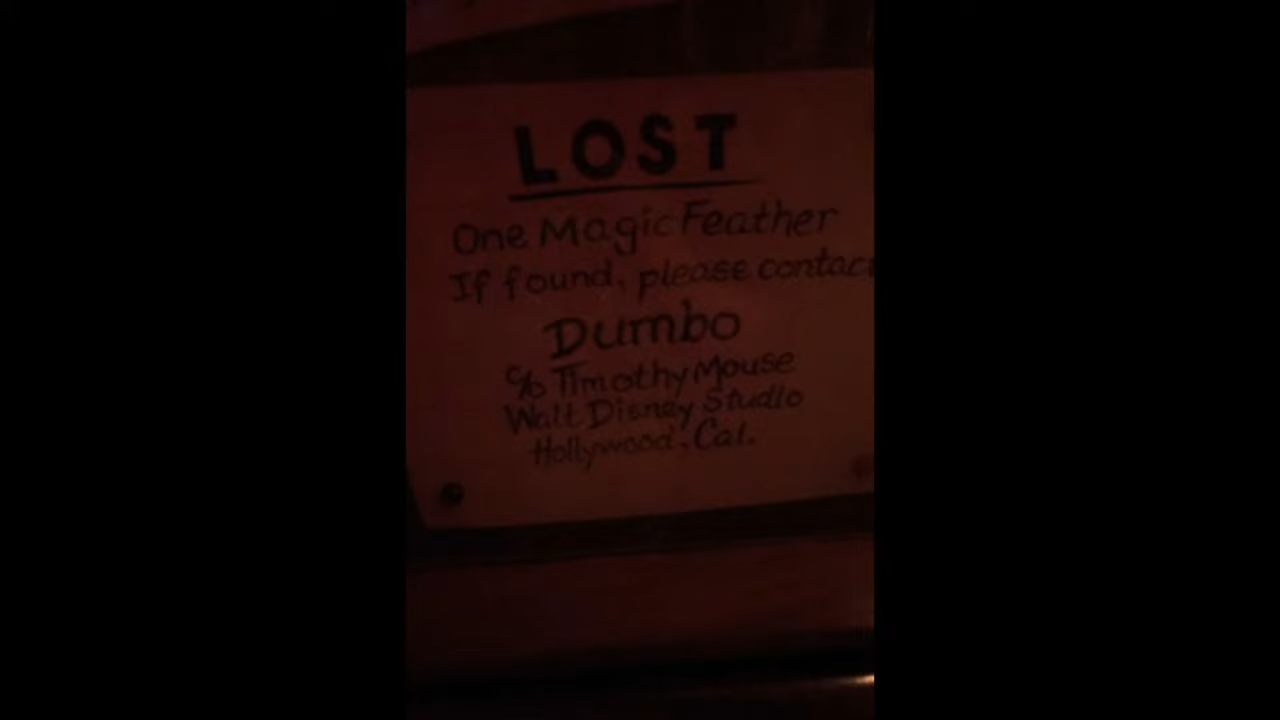 LOST
One Magic Feather
If found, please contact
Dumbo
c/o Timothy Mouse
Walt Disney Studio
Hollywood, Cal.